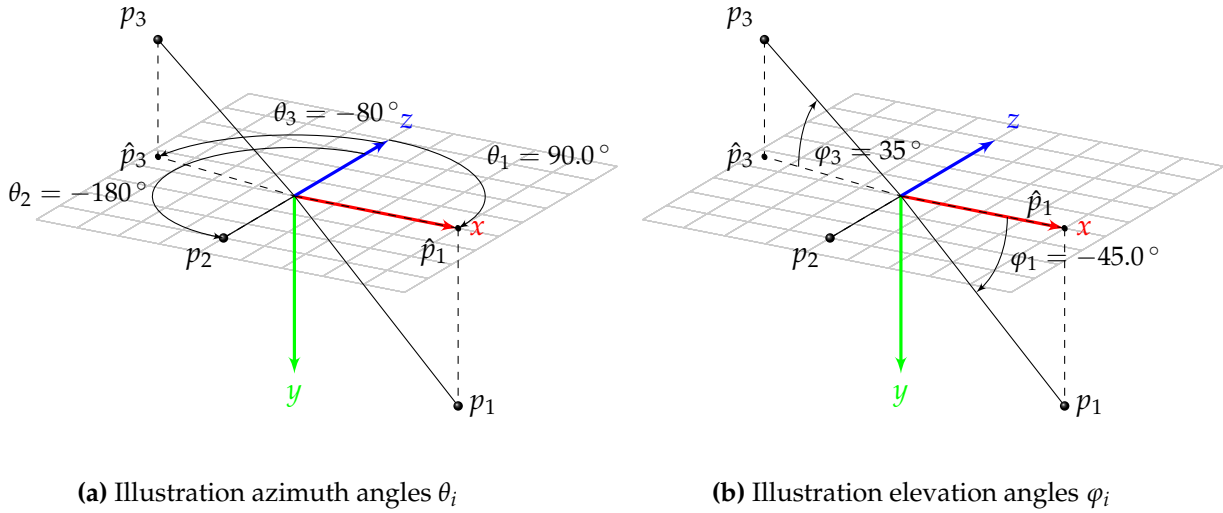 p₃
θ₃ = −80°
z
p̂₃
θ₁ = 90.0°
θ₂ = −180°
x
p₂
p̂₁
y
p₁
(a) Illustration azimuth angles θᵢ
p₃
z
p̂₃
φ₃ = 35°
p̂₁
x
p₂
φ₁ = −45.0°
y
p₁
(b) Illustration elevation angles φᵢ